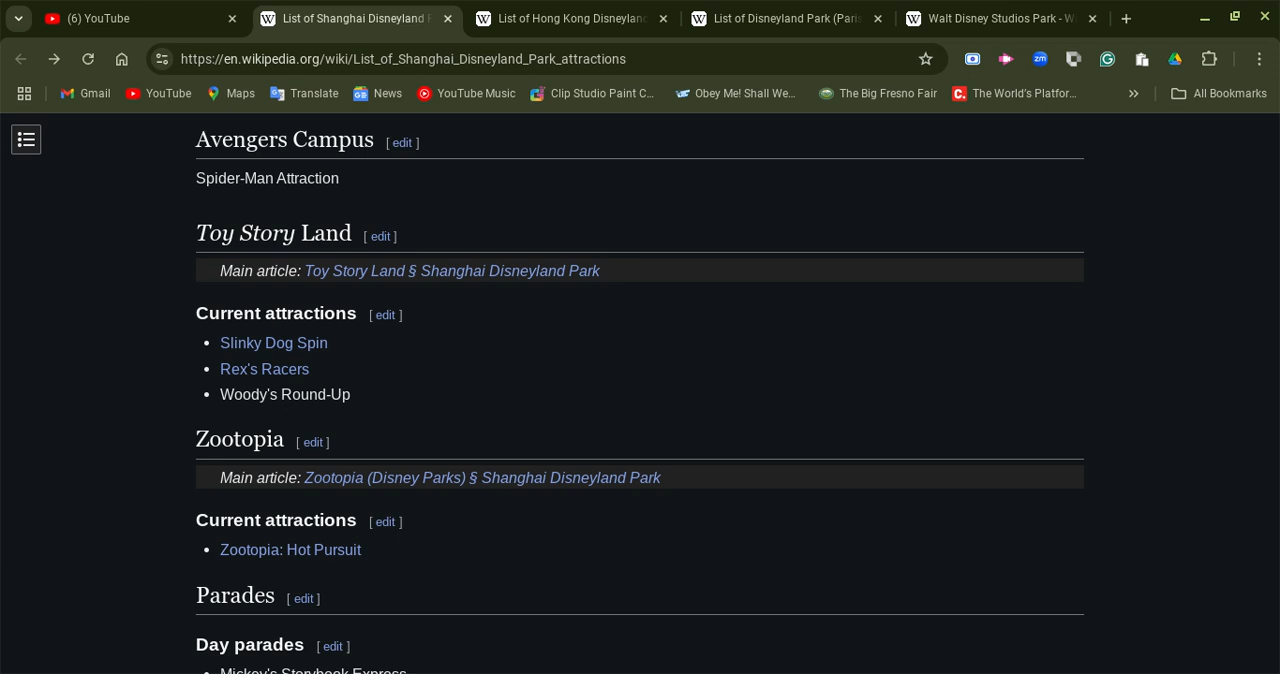 (6) YouTube
List of Shanghai Disneyland P
List of Hong Kong Disneyland
List of Disneyland Park (Paris
Walt Disney Studios Park - W
https://en.wikipedia.org/wiki/List_of_Shanghai_Disneyland_Park_attractions
Gmail
YouTube
Maps
Translate
News
YouTube Music
Clip Studio Paint C...
Obey Me! Shall We...
The Big Fresno Fair
The World's Platfor...
All Bookmarks
Avengers Campus [ edit ]
Spider-Man Attraction
Toy Story Land [ edit ]
Main article: Toy Story Land § Shanghai Disneyland Park
Current attractions [ edit ]
• Slinky Dog Spin
• Rex's Racers
• Woody's Round-Up
Zootopia [ edit ]
Main article: Zootopia (Disney Parks) § Shanghai Disneyland Park
Current attractions [ edit ]
• Zootopia: Hot Pursuit
Parades [ edit ]
Day parades [ edit ]
• Mickey's Storybook Express